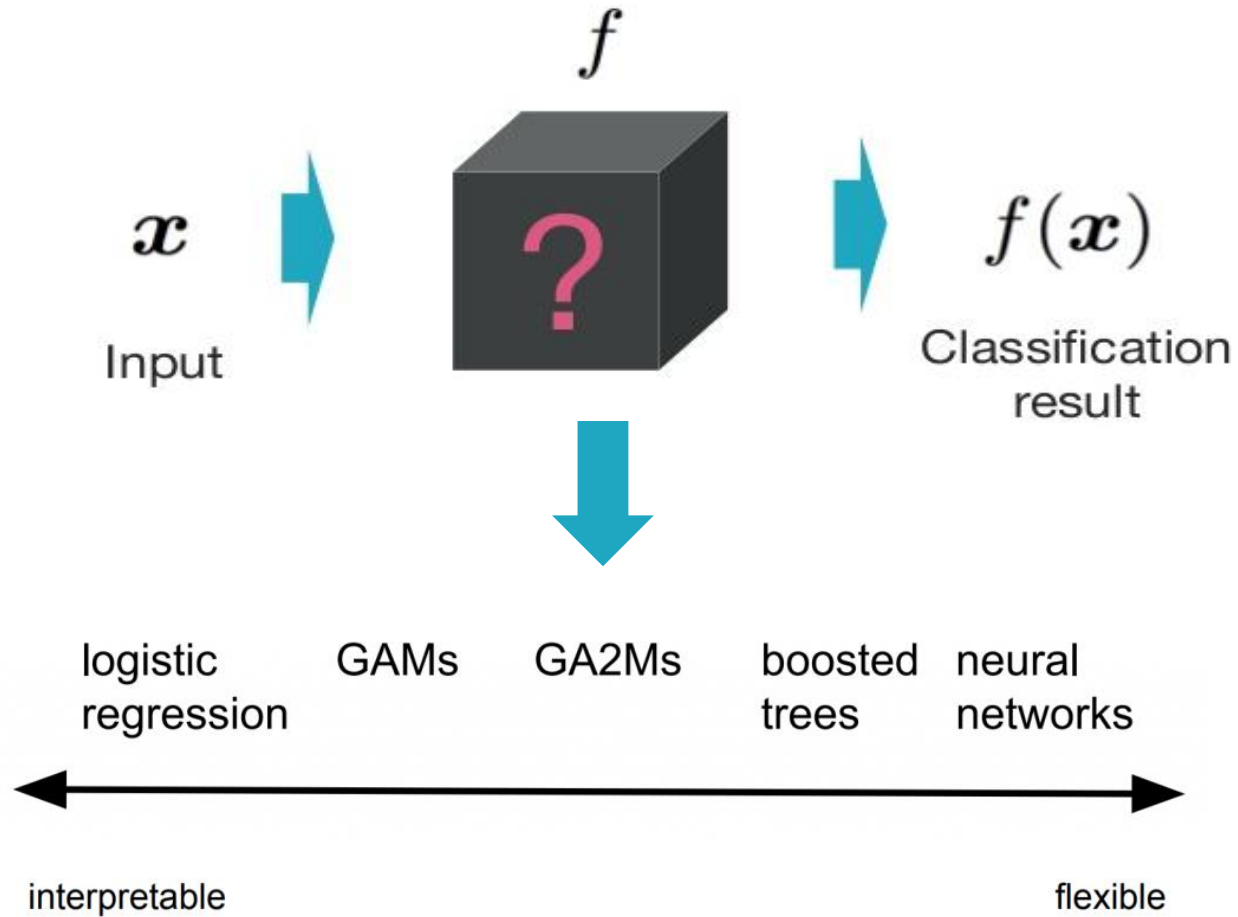 f
x
?
f(x)
Input
Classification
result
logistic
regression
GAMs
GA2Ms
boosted
trees
neural
networks
interpretable
flexible